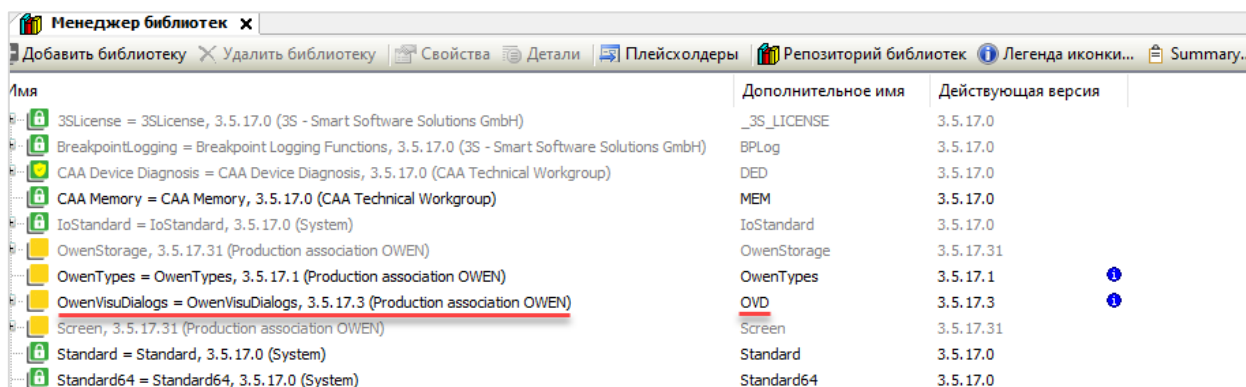 Менеджер библиотек x
Добавить библиотеку Удалить библиотеку Свойства Детали Плейсхолдеры Репозиторий библиотек Легенда иконки... Summary..
Имя Дополнительное имя Действующая версия
3SLicense = 3SLicense, 3.5.17.0 (3S - Smart Software Solutions GmbH) _3S_LICENSE 3.5.17.0
BreakpointLogging = Breakpoint Logging Functions, 3.5.17.0 (3S - Smart Software Solutions GmbH) BPLog 3.5.17.0
CAA Device Diagnosis = CAA Device Diagnosis, 3.5.17.0 (CAA Technical Workgroup) DED 3.5.17.0
CAA Memory = CAA Memory, 3.5.17.0 (CAA Technical Workgroup) MEM 3.5.17.0
IoStandard = IoStandard, 3.5.17.0 (System) IoStandard 3.5.17.0
OwenStorage, 3.5.17.31 (Production association OWEN) OwenStorage 3.5.17.31
OwenTypes = OwenTypes, 3.5.17.1 (Production association OWEN) OwenTypes 3.5.17.1
OwenVisuDialogs = OwenVisuDialogs, 3.5.17.3 (Production association OWEN) OVD 3.5.17.3
Screen, 3.5.17.31 (Production association OWEN) Screen 3.5.17.31
Standard = Standard, 3.5.17.0 (System) Standard 3.5.17.0
Standard64 = Standard64, 3.5.17.0 (System) Standard64 3.5.17.0